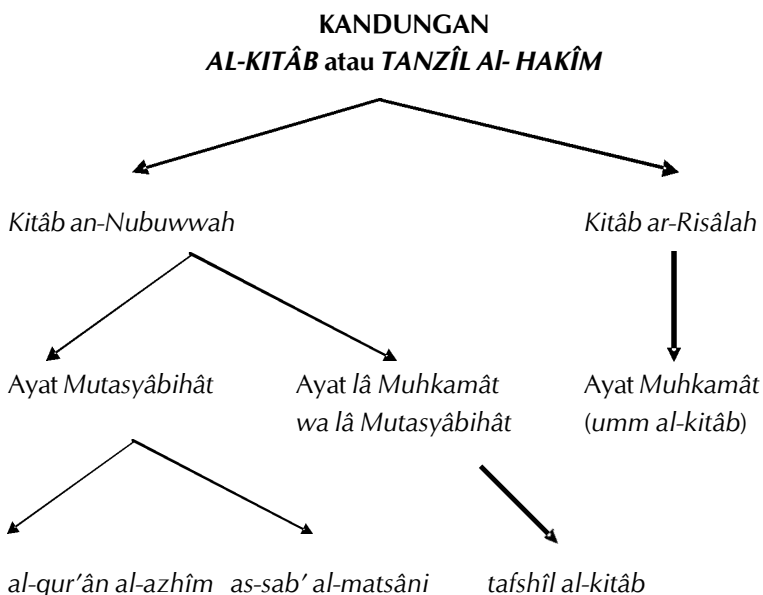 KANDUNGAN
AL-KITÂB atau TANZÎL Al- HAKÎM
Kitâb an-Nubuwwah
Kitâb ar-Risâlah
Ayat Mutasyâbihât
Ayat lâ Muhkamât
wa lâ Mutasyâbihât
Ayat Muhkamât
(umm al-kitâb)
al-qur'ân al-azhîm
as-sab' al-matsâni
tafshîl al-kitâb